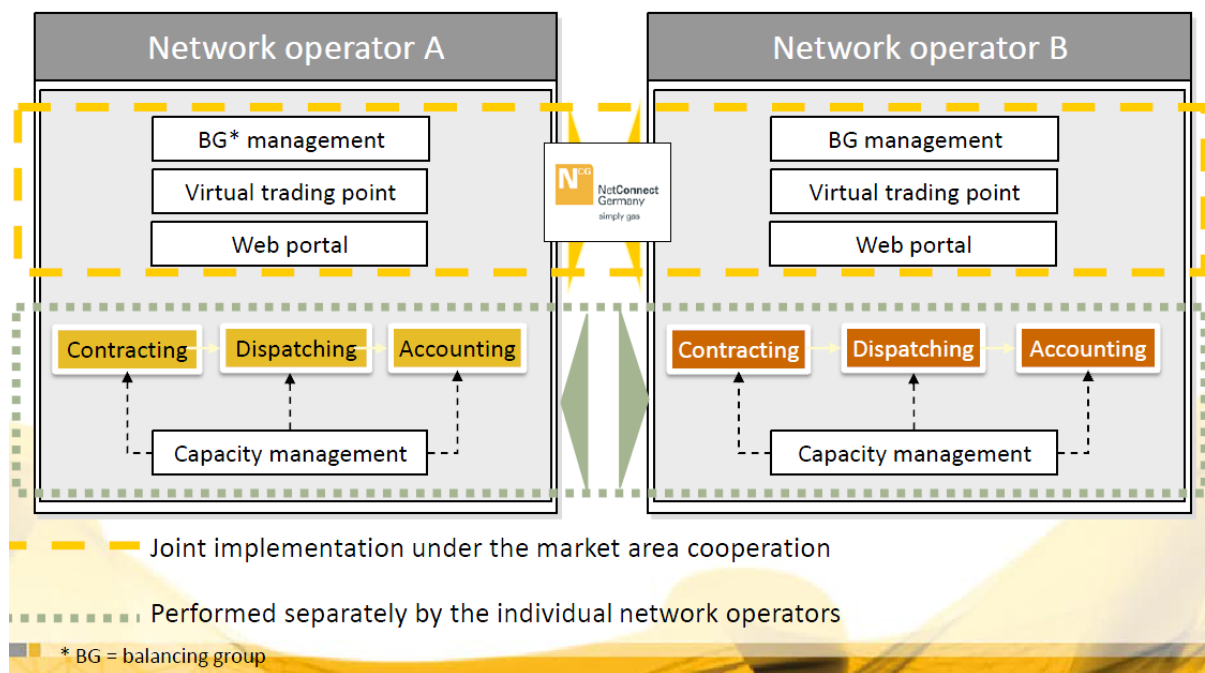 Network operator A
Network operator B
BG* management
Virtual trading point
Web portal
BG management
Virtual trading point
Web portal
NCG
NetConnect
Germany
simply gas
Contracting
Dispatching
Accounting
Contracting
Dispatching
Accounting
Capacity management
Capacity management
Joint implementation under the market area cooperation
Performed separately by the individual network operators
* BG = balancing group